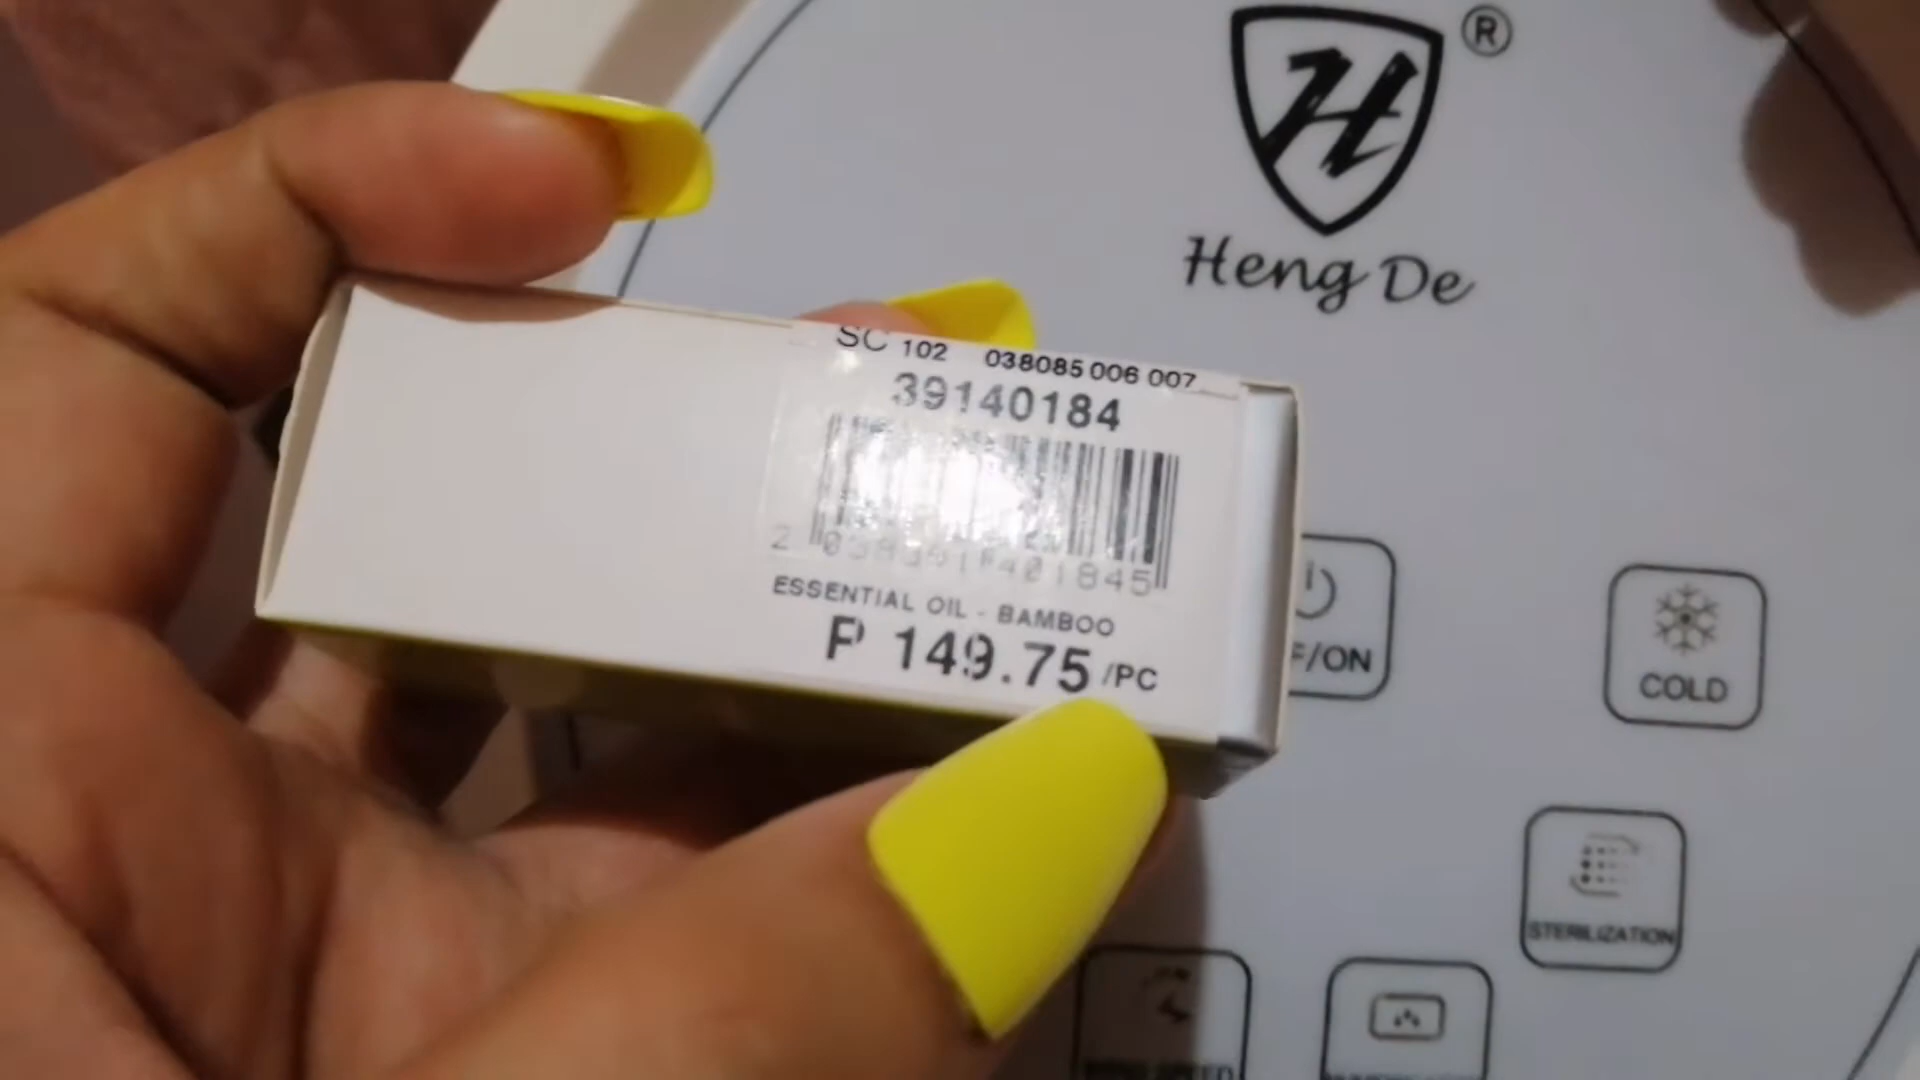 ®
H
Heng De
SC 102 038085 006 007
39140184
ESSENTIAL OIL - BAMBOO
P 149.75 /PC
F/ON
COLD
STERILIZATION